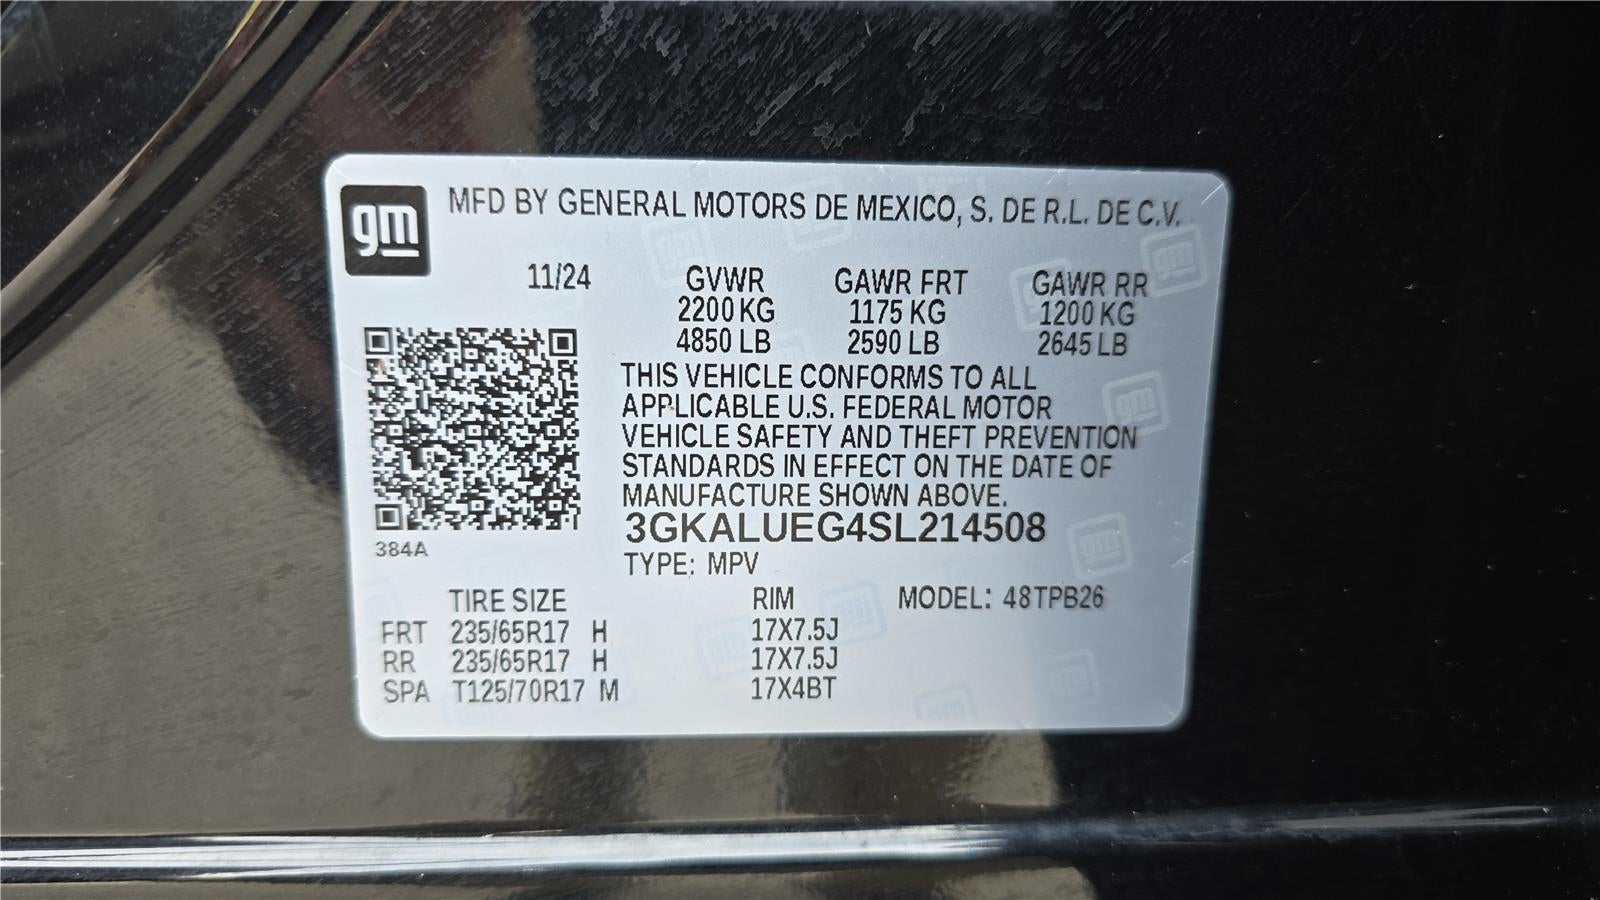 gm MFD BY GENERAL MOTORS DE MEXICO, S. DE R.L. DE C.V.
11/24 GVWR GAWR FRT GAWR RR
2200 KG 1175 KG 1200 KG
4850 LB 2590 LB 2645 LB
THIS VEHICLE CONFORMS TO ALL
APPLICABLE U.S. FEDERAL MOTOR
VEHICLE SAFETY AND THEFT PREVENTION
STANDARDS IN EFFECT ON THE DATE OF
MANUFACTURE SHOWN ABOVE.
3GKALUEG4SL214508
384A
TYPE: MPV
TIRE SIZE RIM MODEL: 48TPB26
FRT 235/65R17 H 17X7.5J
RR 235/65R17 H 17X7.5J
SPA T125/70R17 M 17X4BT